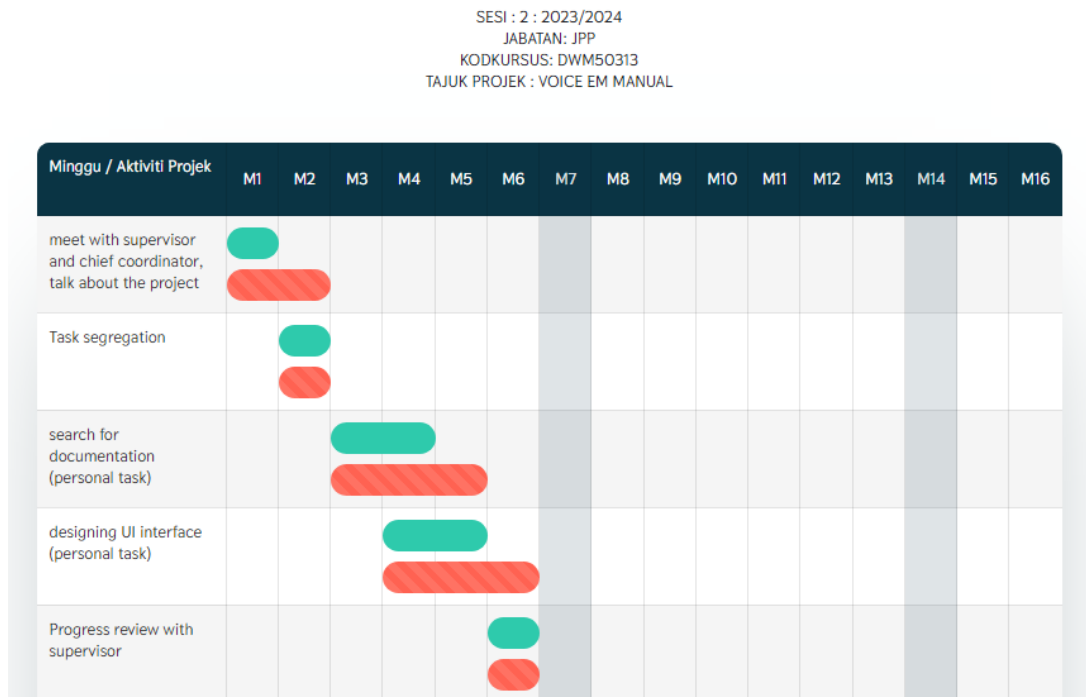 SESI : 2 : 2023/2024
JABATAN: JPP
KODKURSUS: DWM50313
TAJUK PROJEK : VOICE EM MANUAL
Minggu / Aktiviti Projek M1 M2 M3 M4 M5 M6 M7 M8 M9 M10 M11 M12 M13 M14 M15 M16
meet with supervisor
and chief coordinator,
talk about the project
Task segregation
search for
documentation
(personal task)
designing UI interface
(personal task)
Progress review with
supervisor